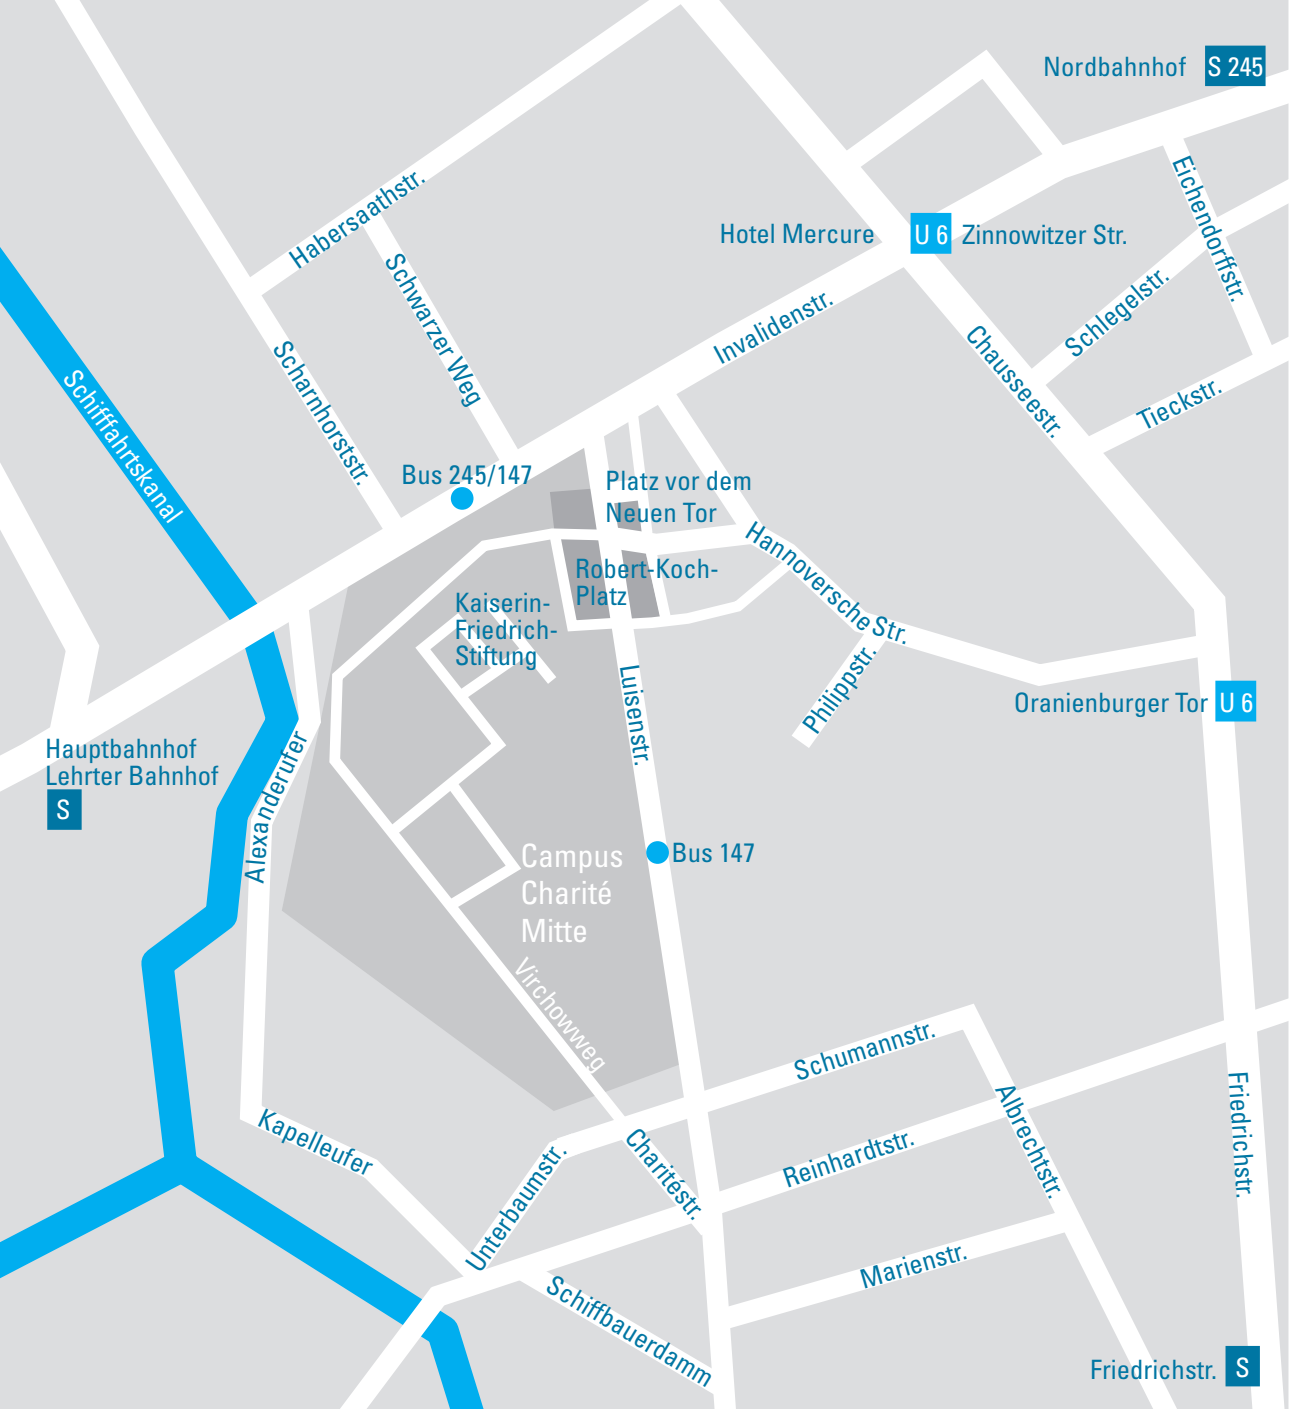 Nordbahnhof S 245
Habersaathstr.
Eichendorffstr.
Hotel Mercure U 6 Zinnowitzer Str.
Schwarzer Weg
Invalidenstr.
Schlegelstr.
Scharnhorststr.
Chausseestr.
Schifffahrtskanal
Tieckstr.
Bus 245/147
Platz vor dem
Neuen Tor
Hannoversche Str.
Robert-Koch-
Platz
Kaiserin-
Friedrich-
Stiftung
Philippstr.
Luisenstr.
Oranienburger Tor U 6
Hauptbahnhof
Lehrter Bahnhof
S
Alexanderufer
Campus
Charité
Mitte
Bus 147
Virchowweg
Schumannstr.
Albrechtstr.
Friedrichstr.
Kapelleufer
Unterbaumstr.
Charitéstr.
Reinhardtstr.
Marienstr.
Schiffbauerdamm
Friedrichstr. S